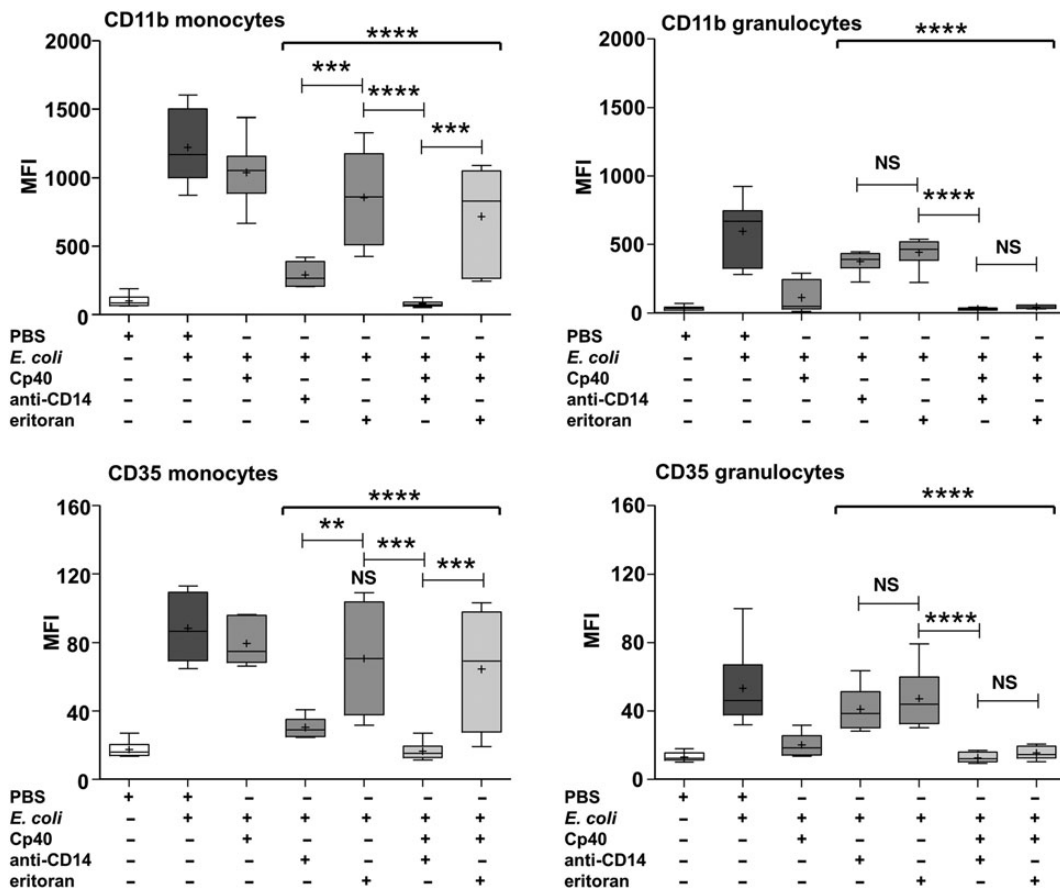 CD11b monocytes
****
***
****
***
2000
1500
1000
500
0
MFI
PBS + + – – – – –
E. coli – + + + + + +
Cp40 – – + – – + +
anti-CD14 – – – + – + –
eritoran – – – – + – +
CD11b granulocytes
****
NS
****
NS
2000
1500
1000
500
0
MFI
PBS + + – – – – –
E. coli – + + + + + +
Cp40 – – + – – + +
anti-CD14 – – – + – + –
eritoran – – – – + – +
CD35 monocytes
****
**
***
***
NS
160
120
80
40
0
MFI
PBS + + – – – – –
E. coli – + + + + + +
Cp40 – – + – – + +
anti-CD14 – – – + – + –
eritoran – – – – + – +
CD35 granulocytes
****
NS
****
NS
160
120
80
40
0
MFI
PBS + + – – – – –
E. coli – + + + + + +
Cp40 – – + – – + +
anti-CD14 – – – + – + –
eritoran – – – – + – +